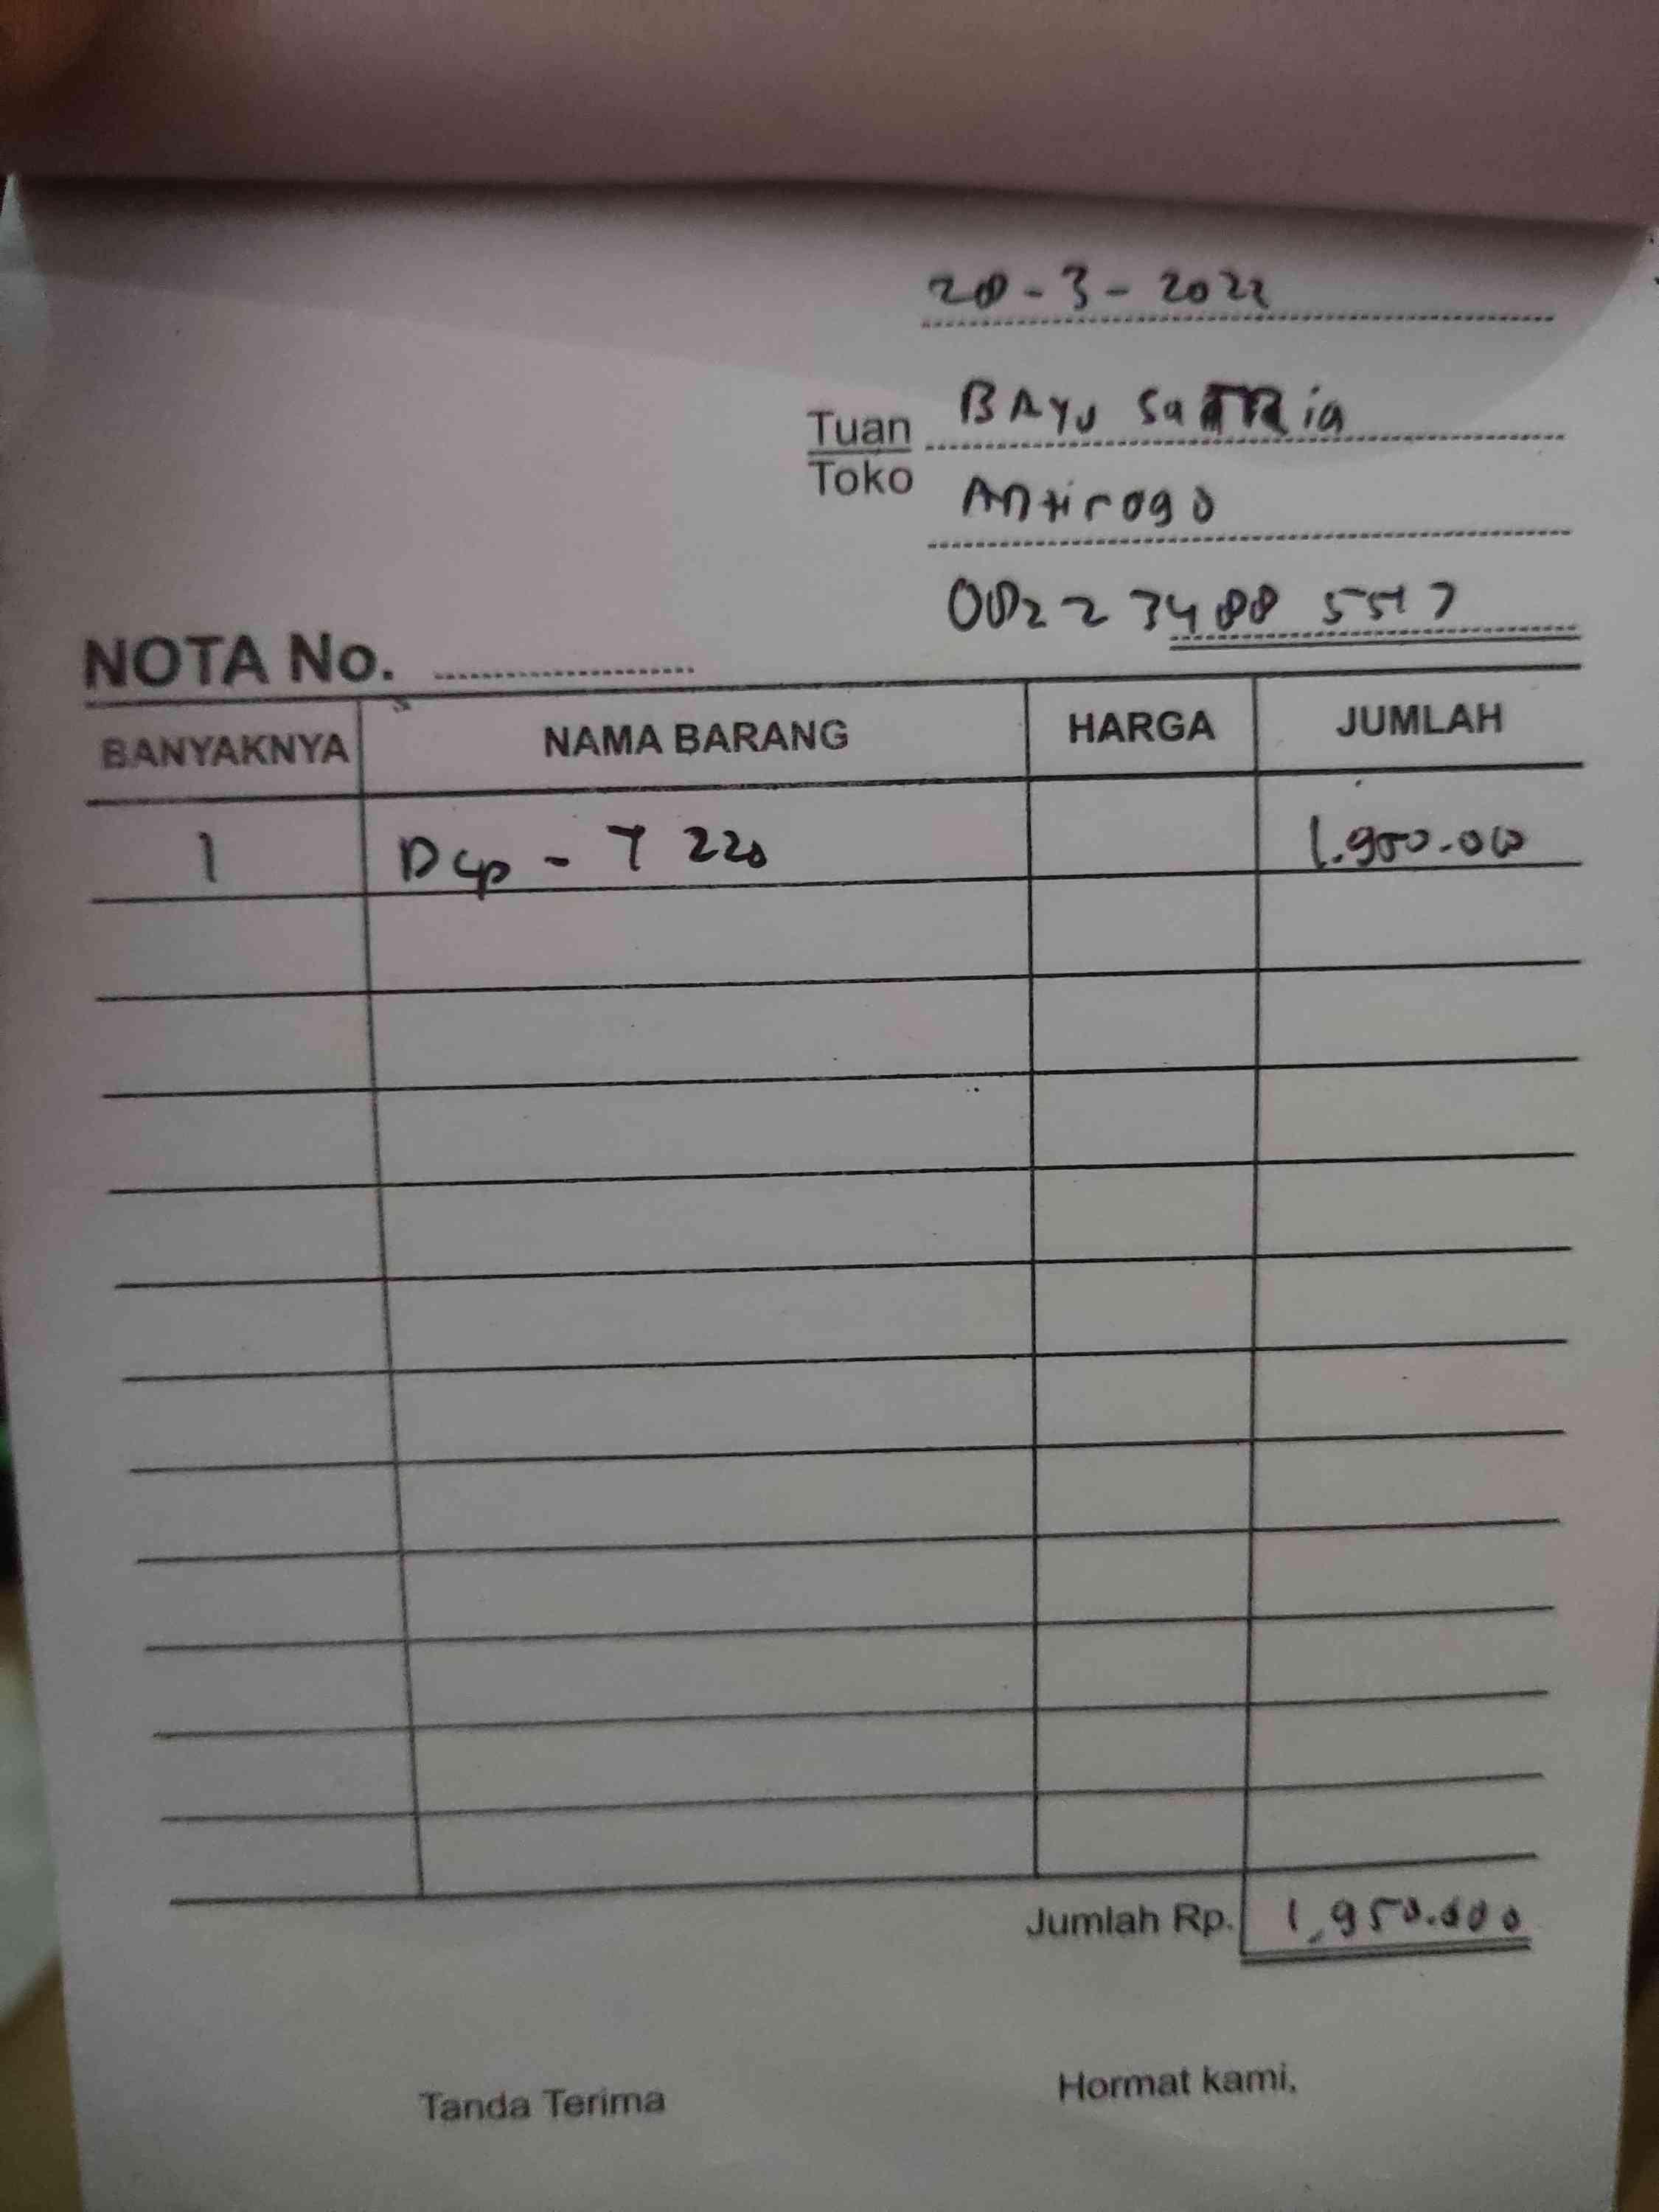 28-3-2022
Tuan BAYU SaTRia
Toko Antirogo
0822 3488 5517
NOTA No.
BANYAKNYA NAMA BARANG HARGA JUMLAH
1 Dcp - T 220 1.950.000
Jumlah Rp. 1.950.000
Tanda Terima Hormat kami,